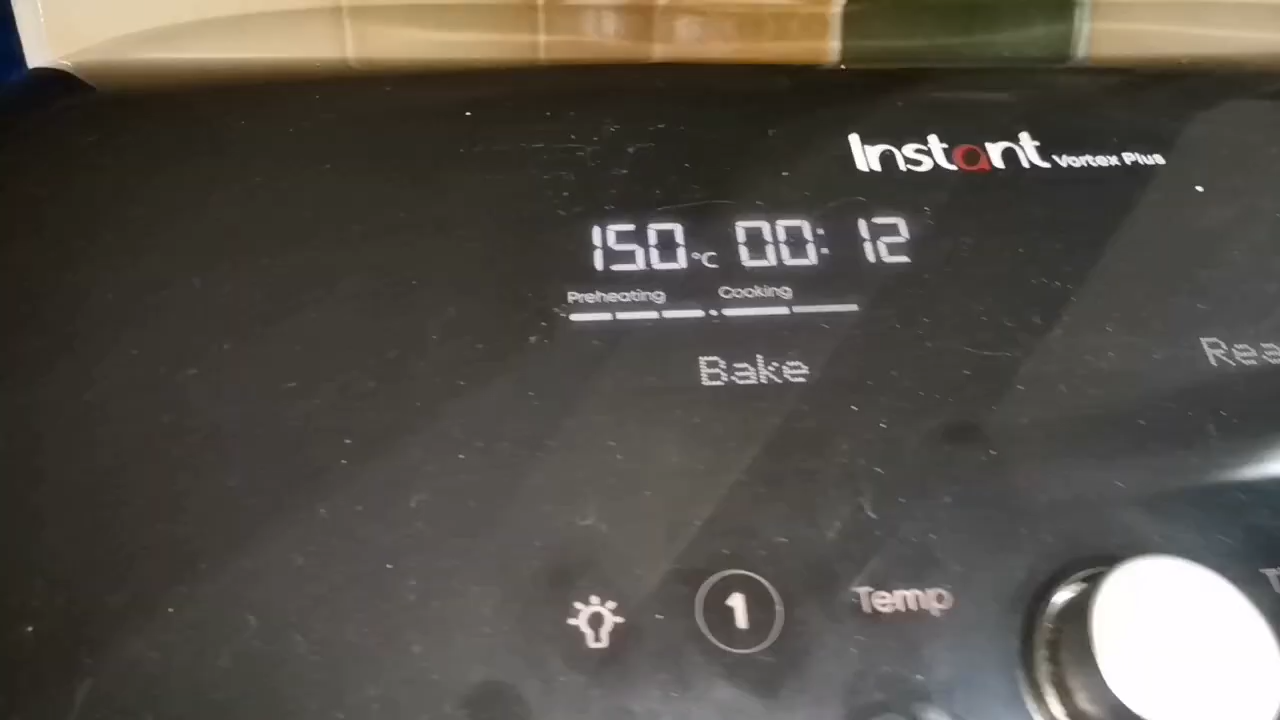 Instant Vortex Plus
150°C 00:12
Preheating Cooking
Bake
1 Temp